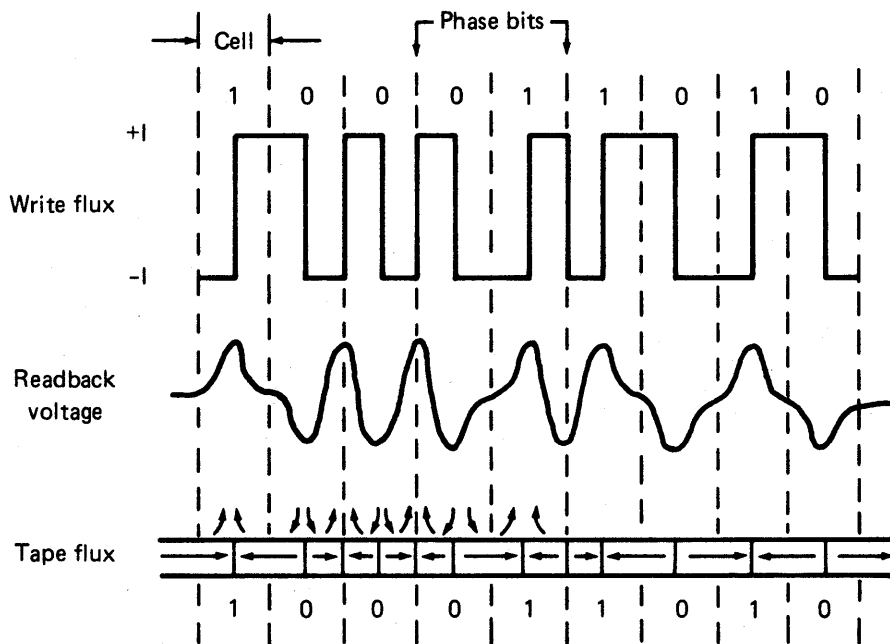 Phase bits
Cell
1 0 0 0 1 1 0 1 0
+I
Write flux
-I
Readback
voltage
Tape flux
1 0 0 0 1 1 0 1 0